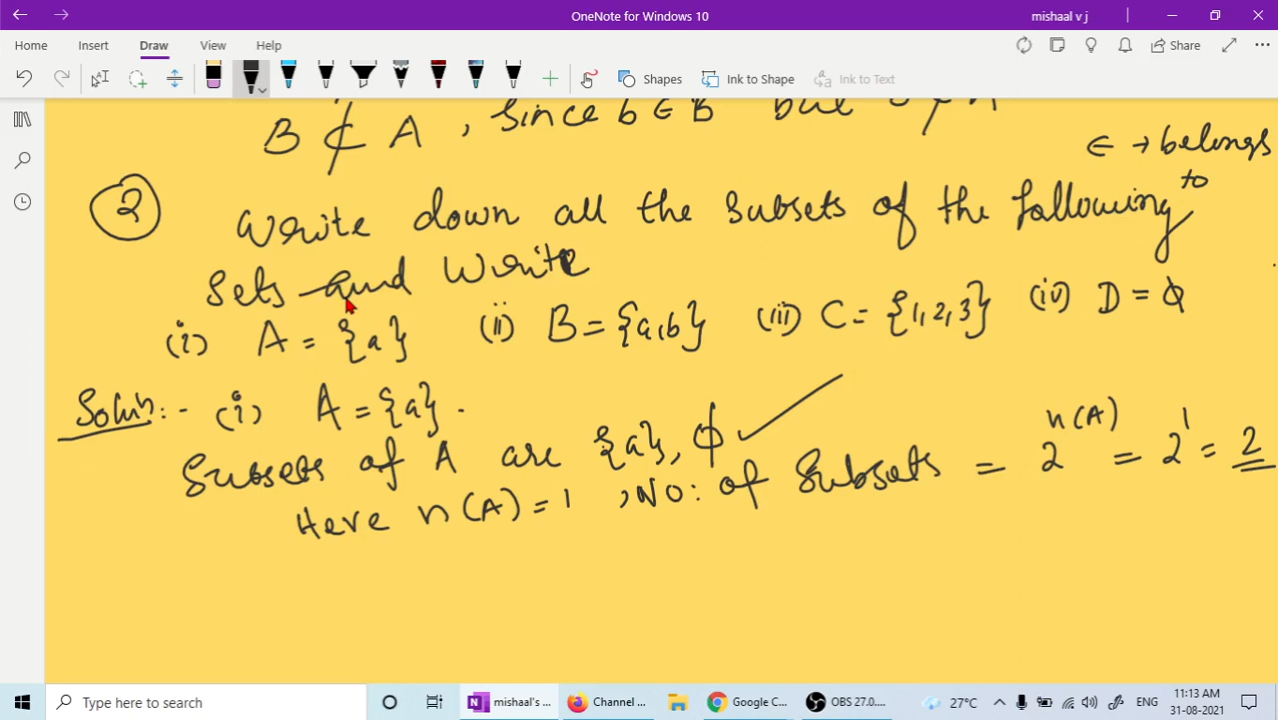 OneNote for Windows 10
mishaal v j
Home Insert Draw View Help
Share
Shapes
Ink to Shape
Ink to Text
B ⊄ A , since b ∈ B but
∈ → belongs to
② Write down all the subsets of the following
sets and Write
(i) A = {a} (ii) B = {a,b} (iii) C = {1,2,3} (iv) D = ϕ
Soln:- (i) A = {a} .
Subsets of A are {a}, ϕ
Here n(A) = 1 , No: of Subsets = 2^n(A) = 2^1 = 2
Type here to search
mishaal's ...
Channel ...
Google C...
OBS 27.0....
27°C
ENG
11:13 AM
31-08-2021